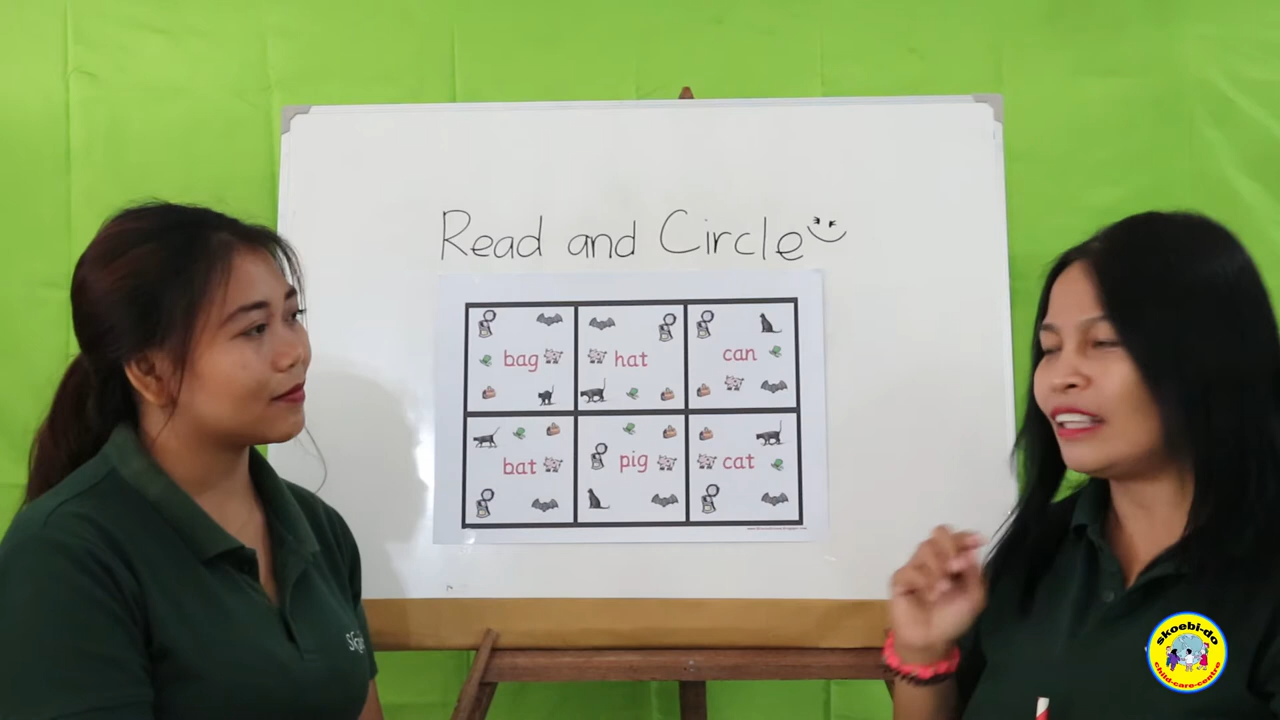 Read and Circle
bag hat can
bat pig cat
skoebi-do
child-care-centre